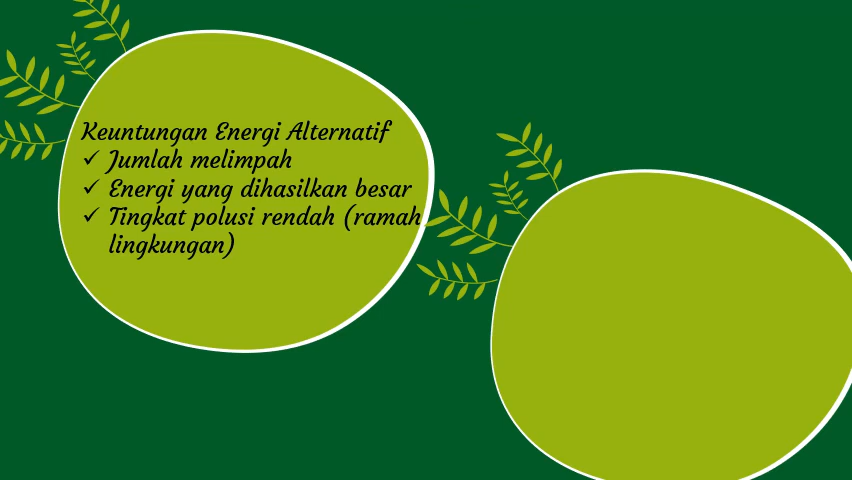 Keuntungan Energi Alternatif
✓ Jumlah melimpah
✓ Energi yang dihasilkan besar
✓ Tingkat polusi rendah (ramah
lingkungan)